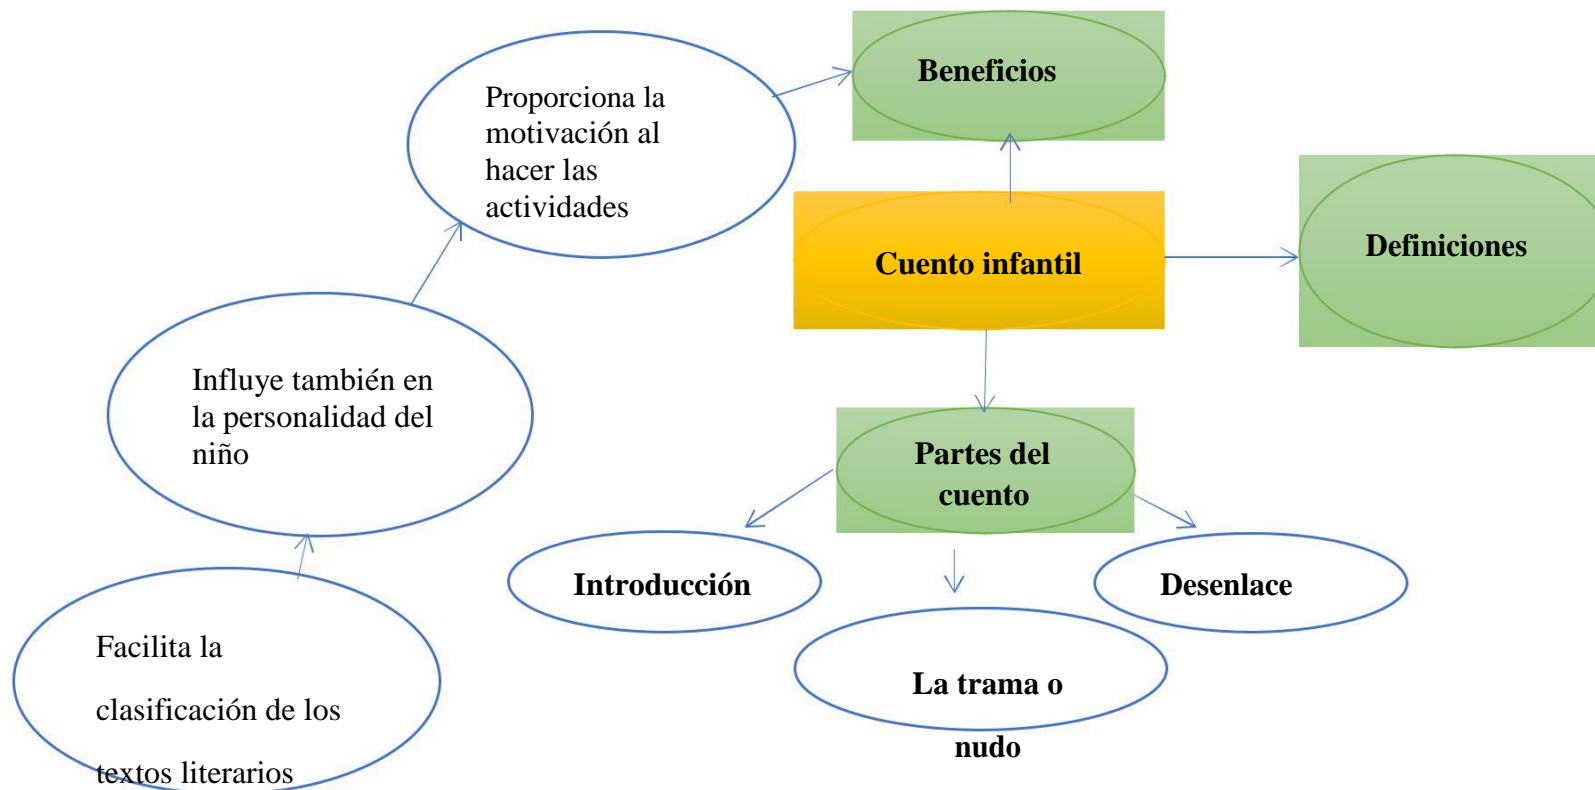 Beneficios
Proporciona la
motivación al
hacer las
actividades
Cuento infantil
Definiciones
Influye también en
la personalidad del
niño
Partes del
cuento
Introducción
Desenlace
La trama o
nudo
Facilita la
clasificación de los
textos literarios